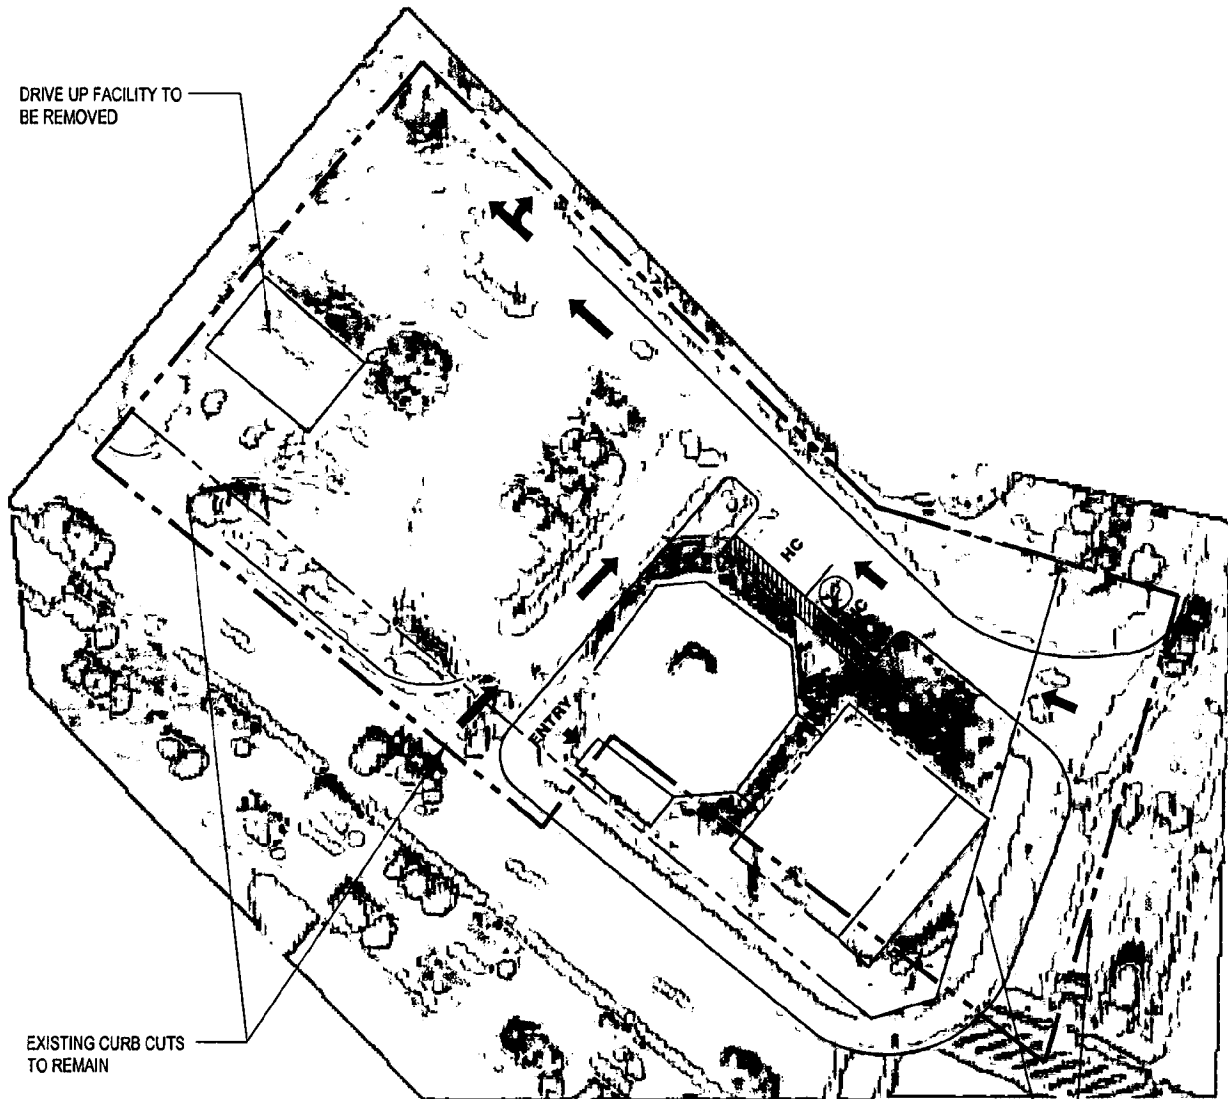 DRIVE UP FACILITY TO
BE REMOVED
HC
ENTRY
EXISTING CURB CUTS
TO REMAIN